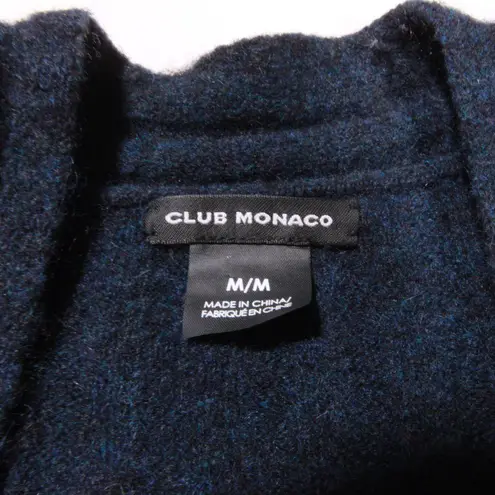 CLUB MONACO
M/M
MADE IN CHINA/
FABRIQUÉ EN CHINE